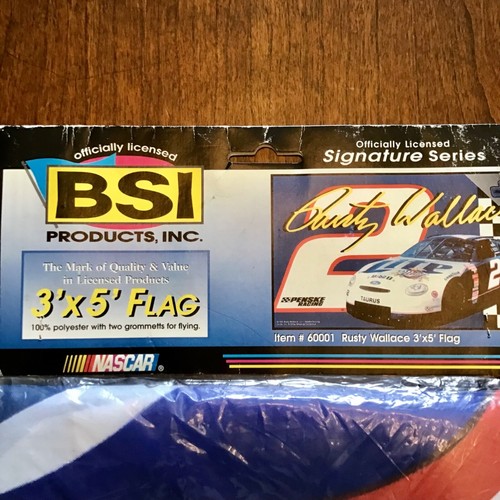 officially licensed
BSI
PRODUCTS, INC.
The Mark of Quality & Value
in Licensed Products
3'x5' FLAG
100% polyester with two grommetts for flying.
NASCAR®
Officially Licensed
Signature Series
Rusty Wallace
2
PENSKE
RACING
TAURUS
2
Item # 60001 Rusty Wallace 3'x5' Flag